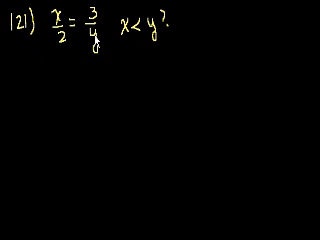 121) x/2 = 3/y x < y?